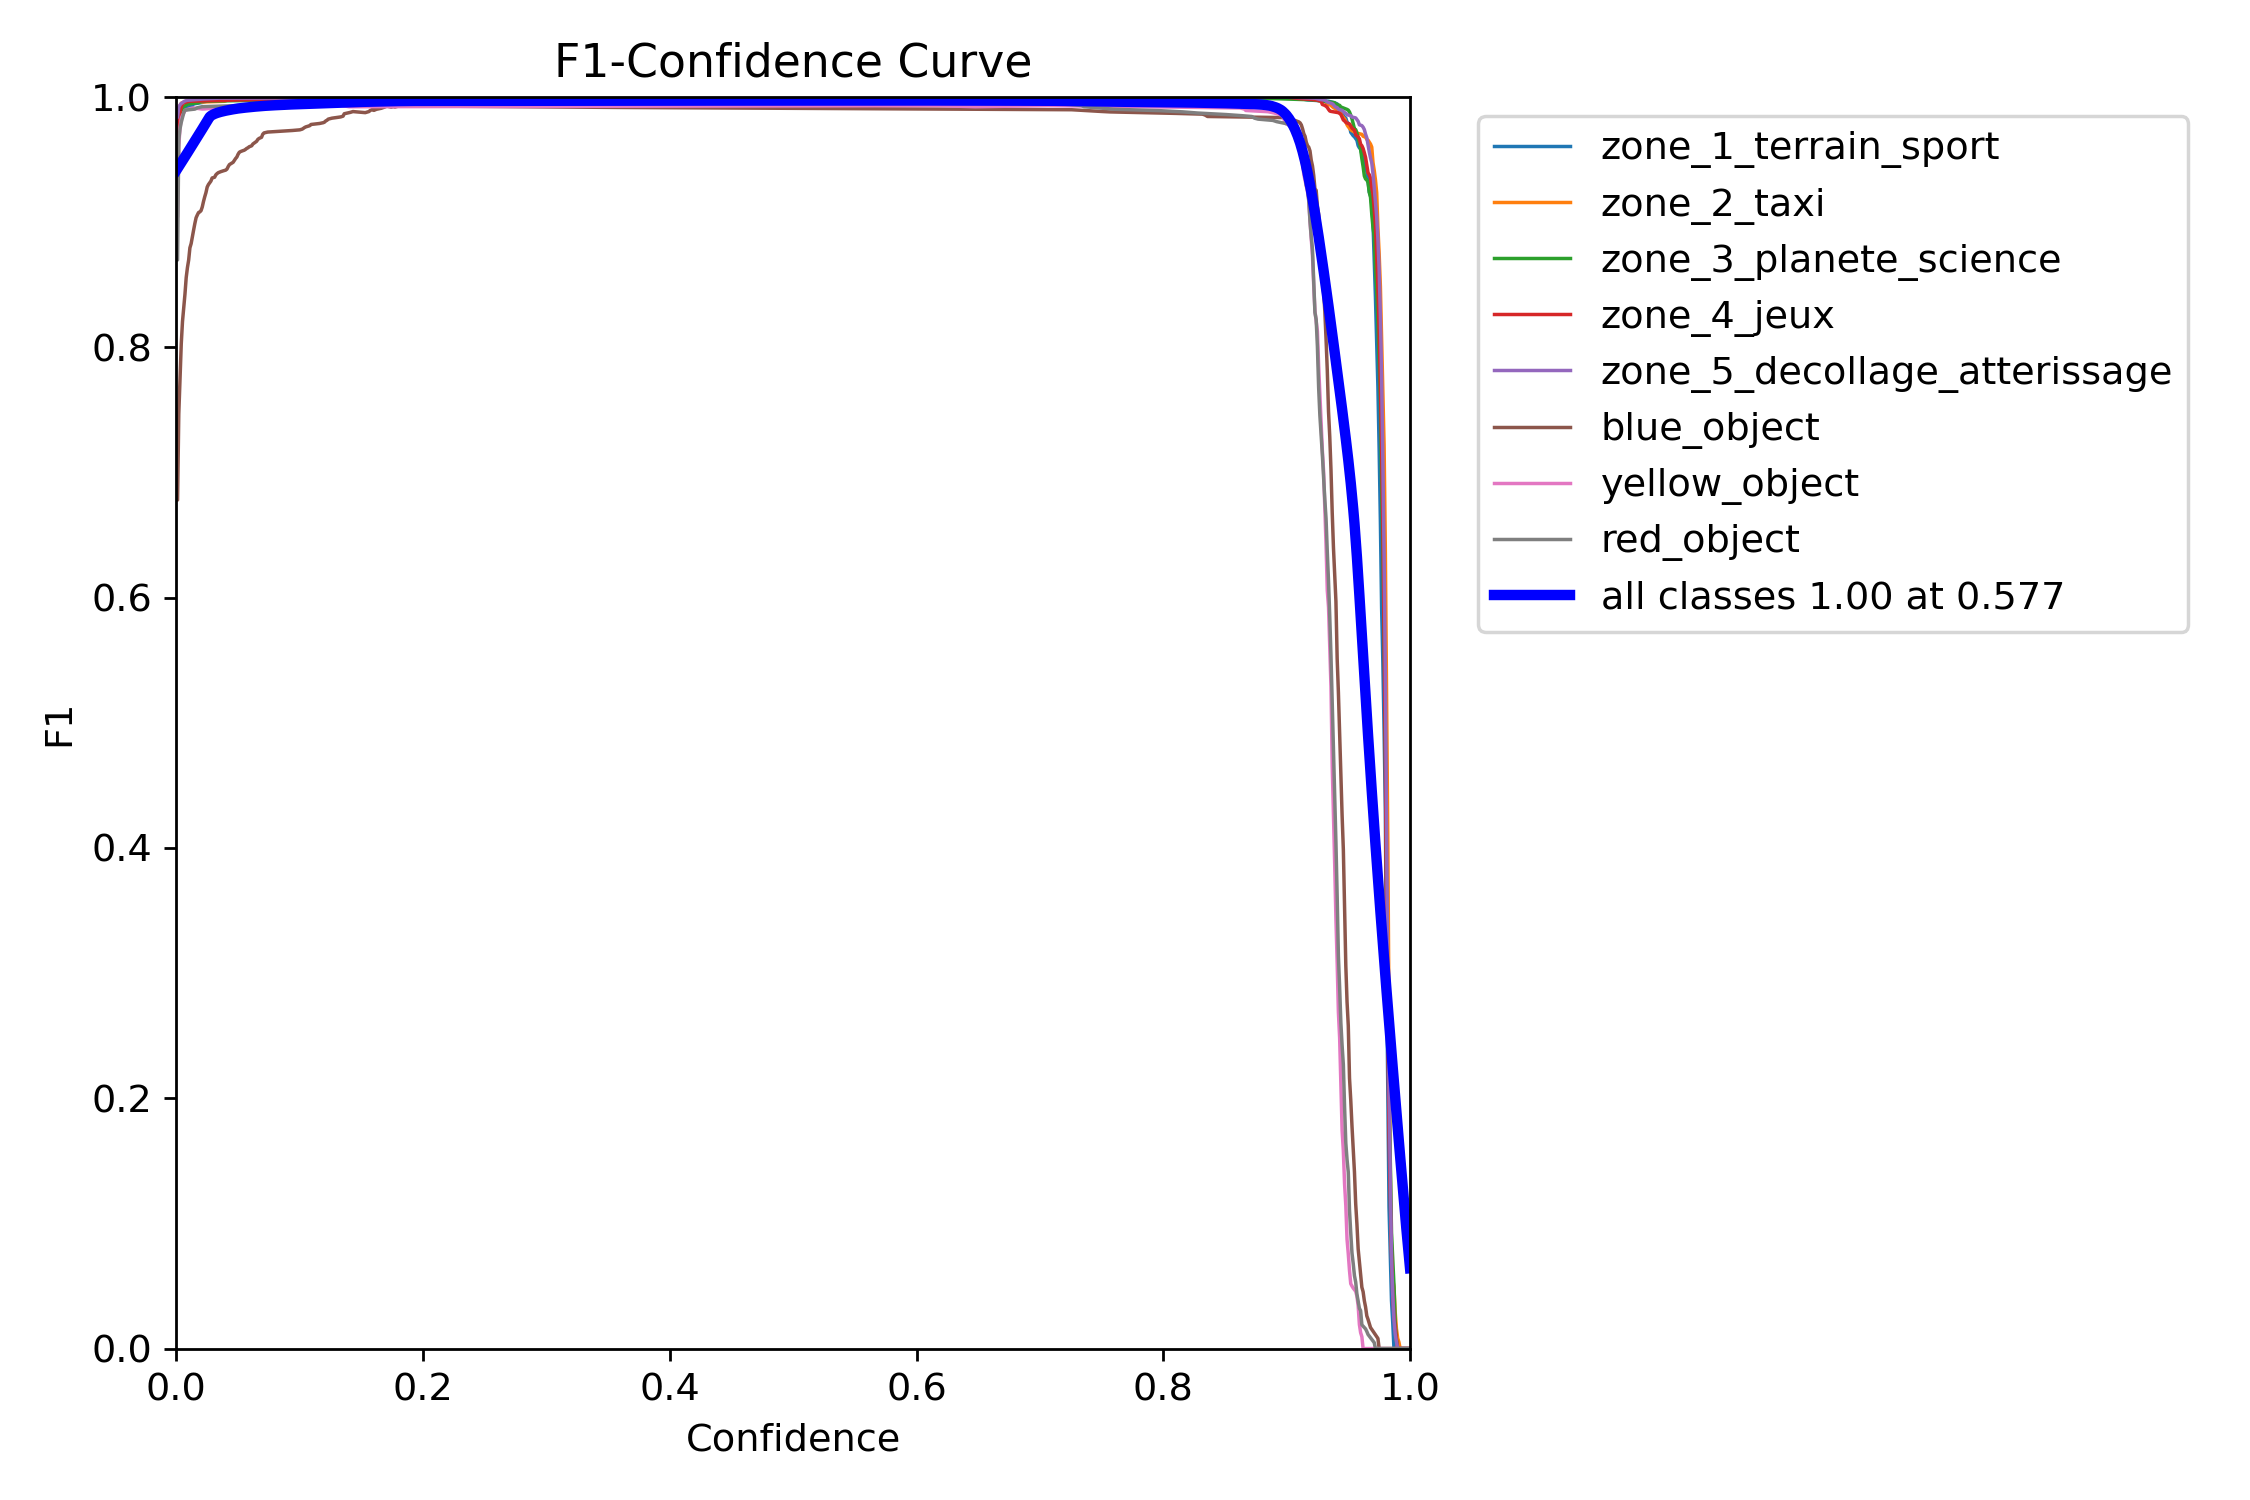 F1-Confidence Curve
1.0
0.8
0.6
0.4
0.2
0.0
F1
0.0 0.2 0.4 0.6 0.8 1.0
Confidence
zone_1_terrain_sport
zone_2_taxi
zone_3_planete_science
zone_4_jeux
zone_5_decollage_atterissage
blue_object
yellow_object
red_object
all classes 1.00 at 0.577